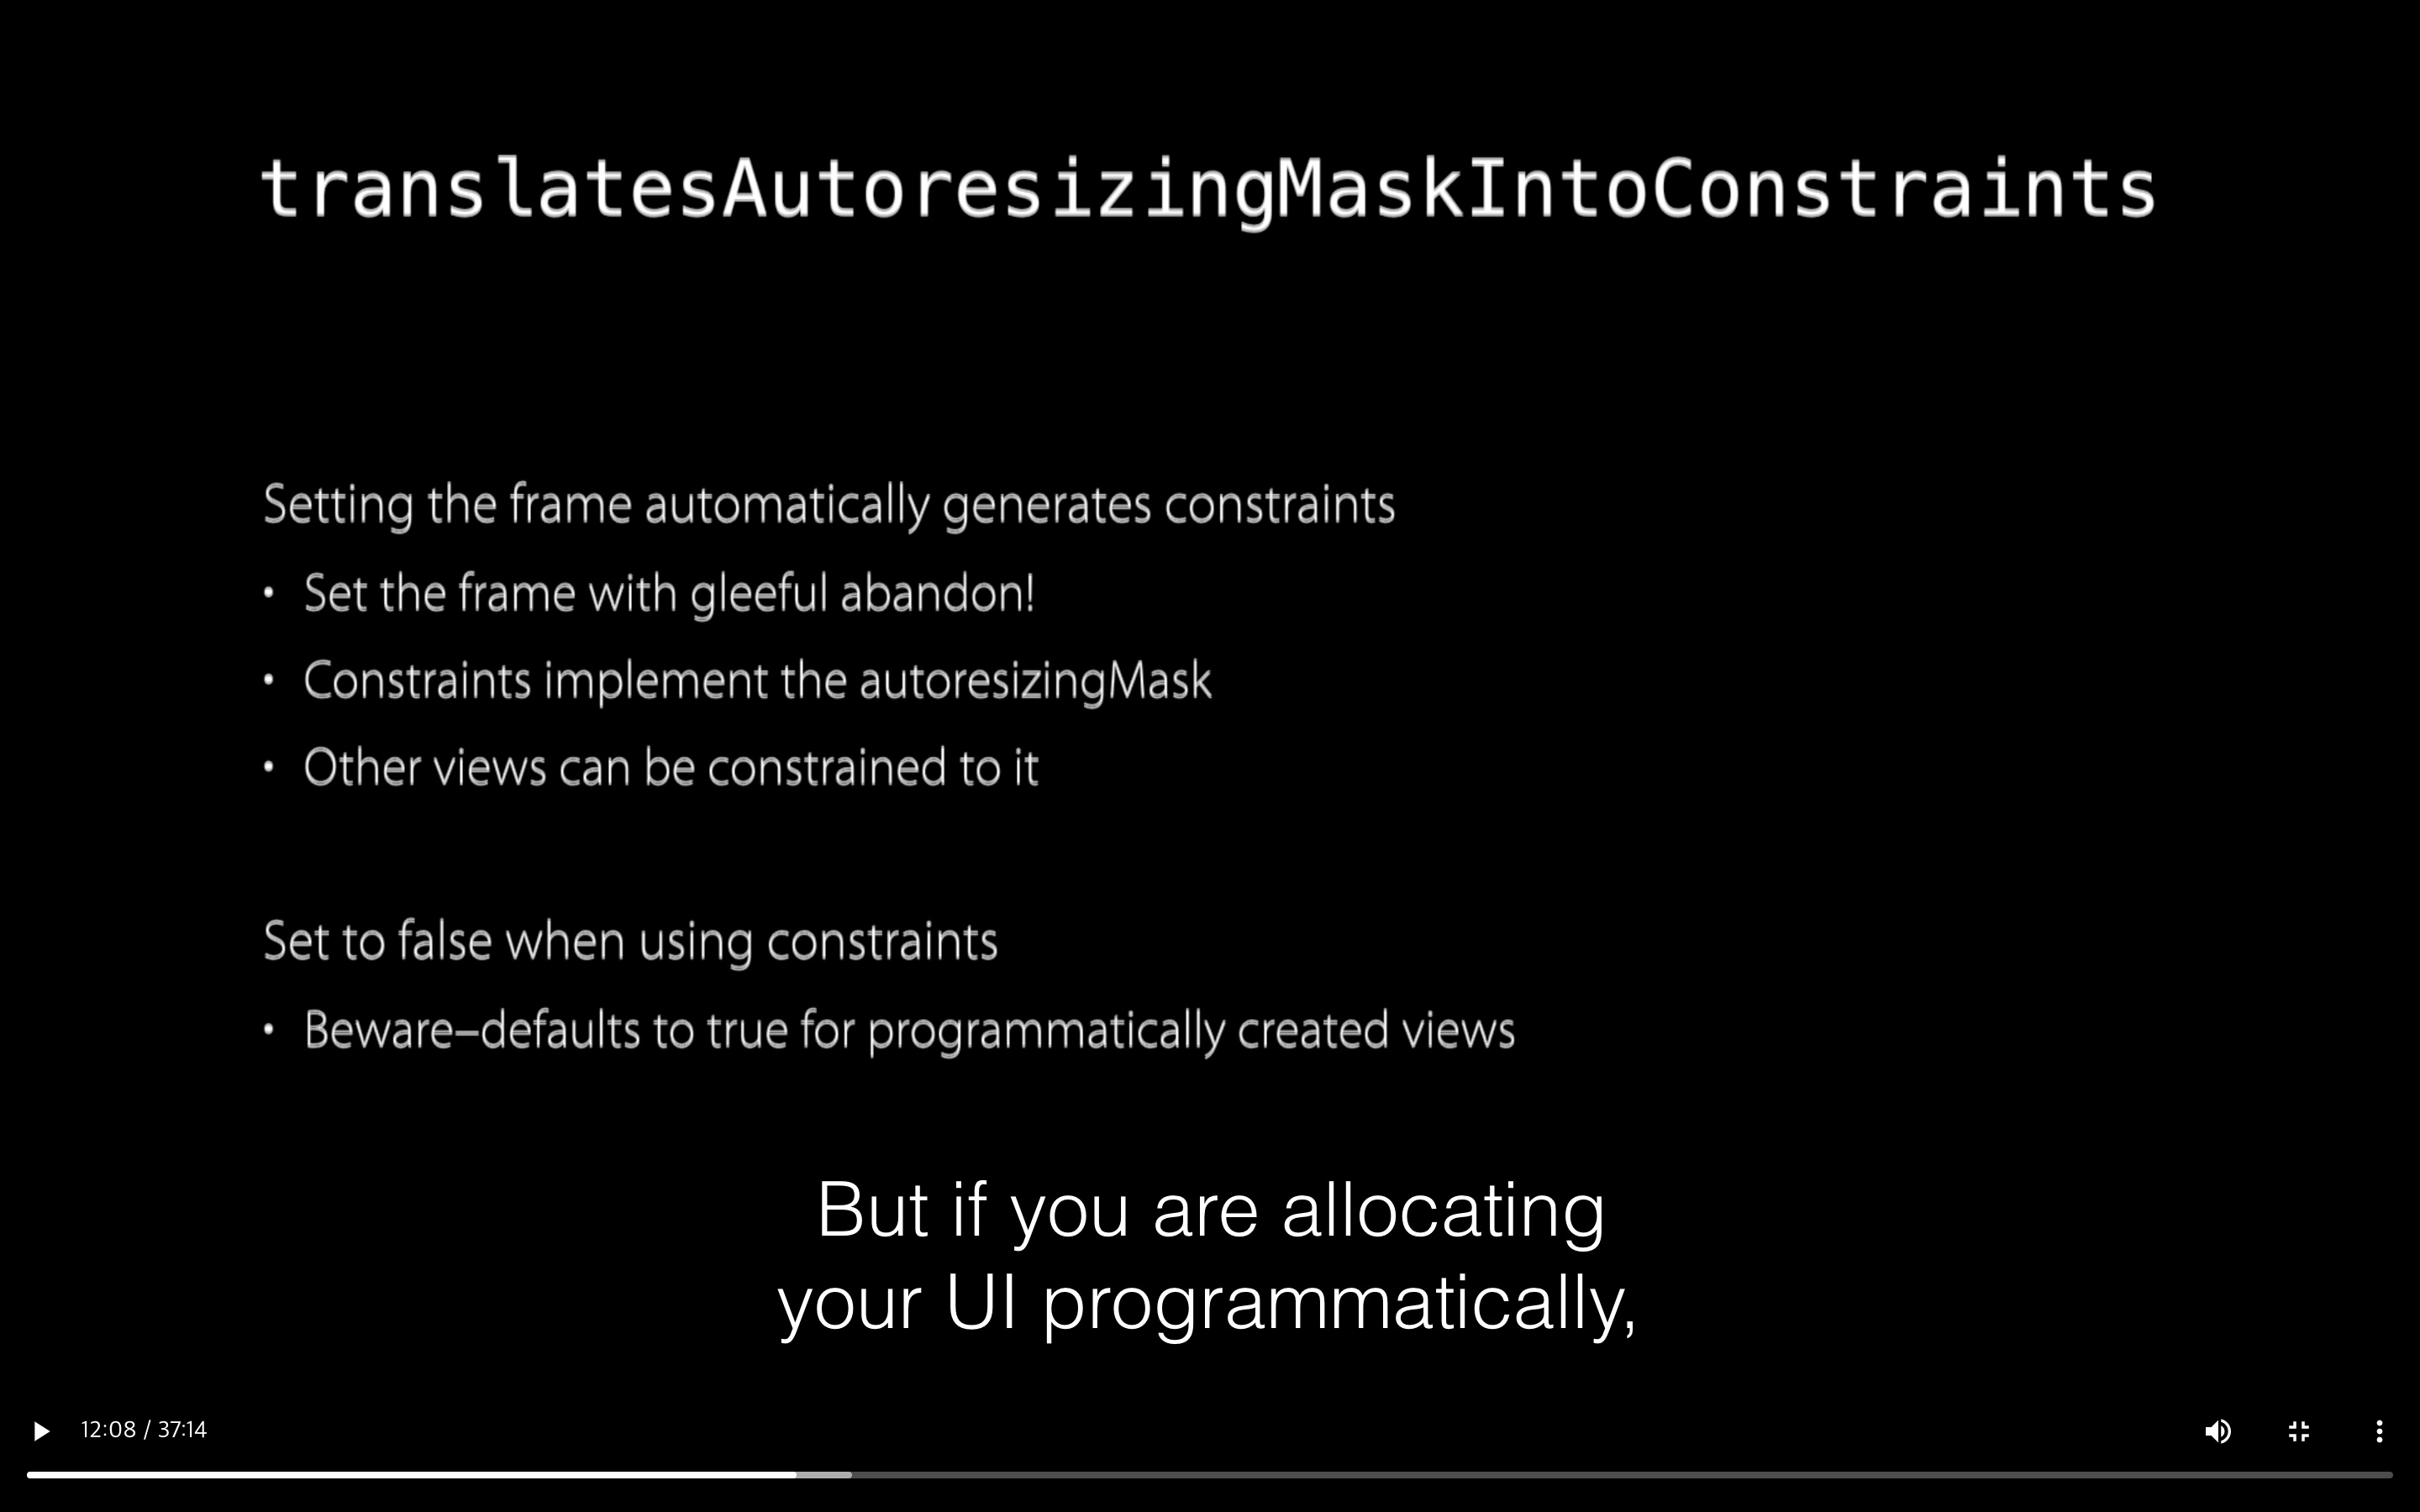 translatesAutoresizingMaskIntoConstraints
Setting the frame automatically generates constraints
• Set the frame with gleeful abandon!
• Constraints implement the autoresizingMask
• Other views can be constrained to it
Set to false when using constraints
• Beware–defaults to true for programmatically created views
But if you are allocating
your UI programmatically,
12:08 / 37:14